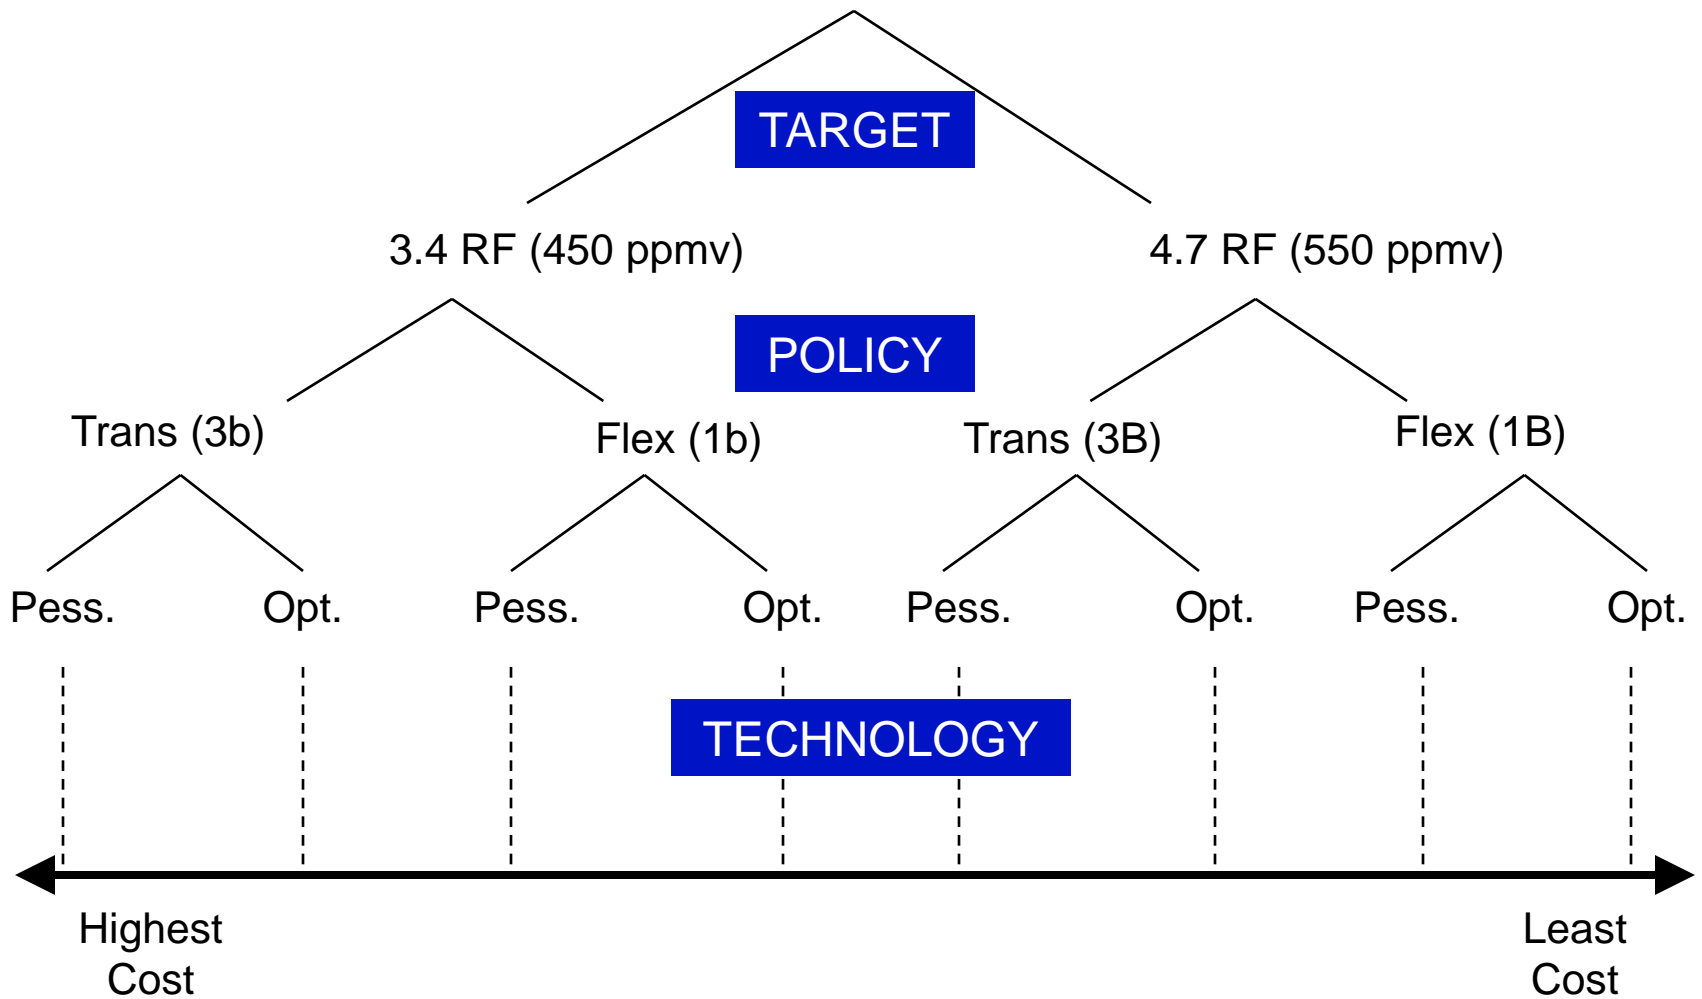 TARGET
3.4 RF (450 ppmv)
4.7 RF (550 ppmv)
POLICY
Trans (3b)
Flex (1b)
Trans (3B)
Flex (1B)
Pess.
Opt.
Pess.
Opt.
Pess.
Opt.
Pess.
Opt.
TECHNOLOGY
Highest
Cost
Least
Cost